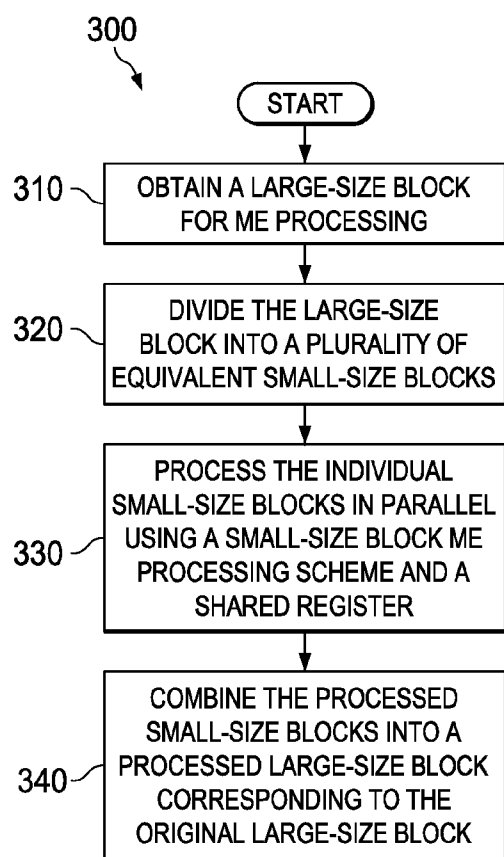 300
START
310
OBTAIN A LARGE-SIZE BLOCK
FOR ME PROCESSING
320
DIVIDE THE LARGE-SIZE
BLOCK INTO A PLURALITY OF
EQUIVALENT SMALL-SIZE BLOCKS
330
PROCESS THE INDIVIDUAL
SMALL-SIZE BLOCKS IN PARALLEL
USING A SMALL-SIZE BLOCK ME
PROCESSING SCHEME AND A
SHARED REGISTER
340
COMBINE THE PROCESSED
SMALL-SIZE BLOCKS INTO A
PROCESSED LARGE-SIZE BLOCK
CORRESPONDING TO THE
ORIGINAL LARGE-SIZE BLOCK